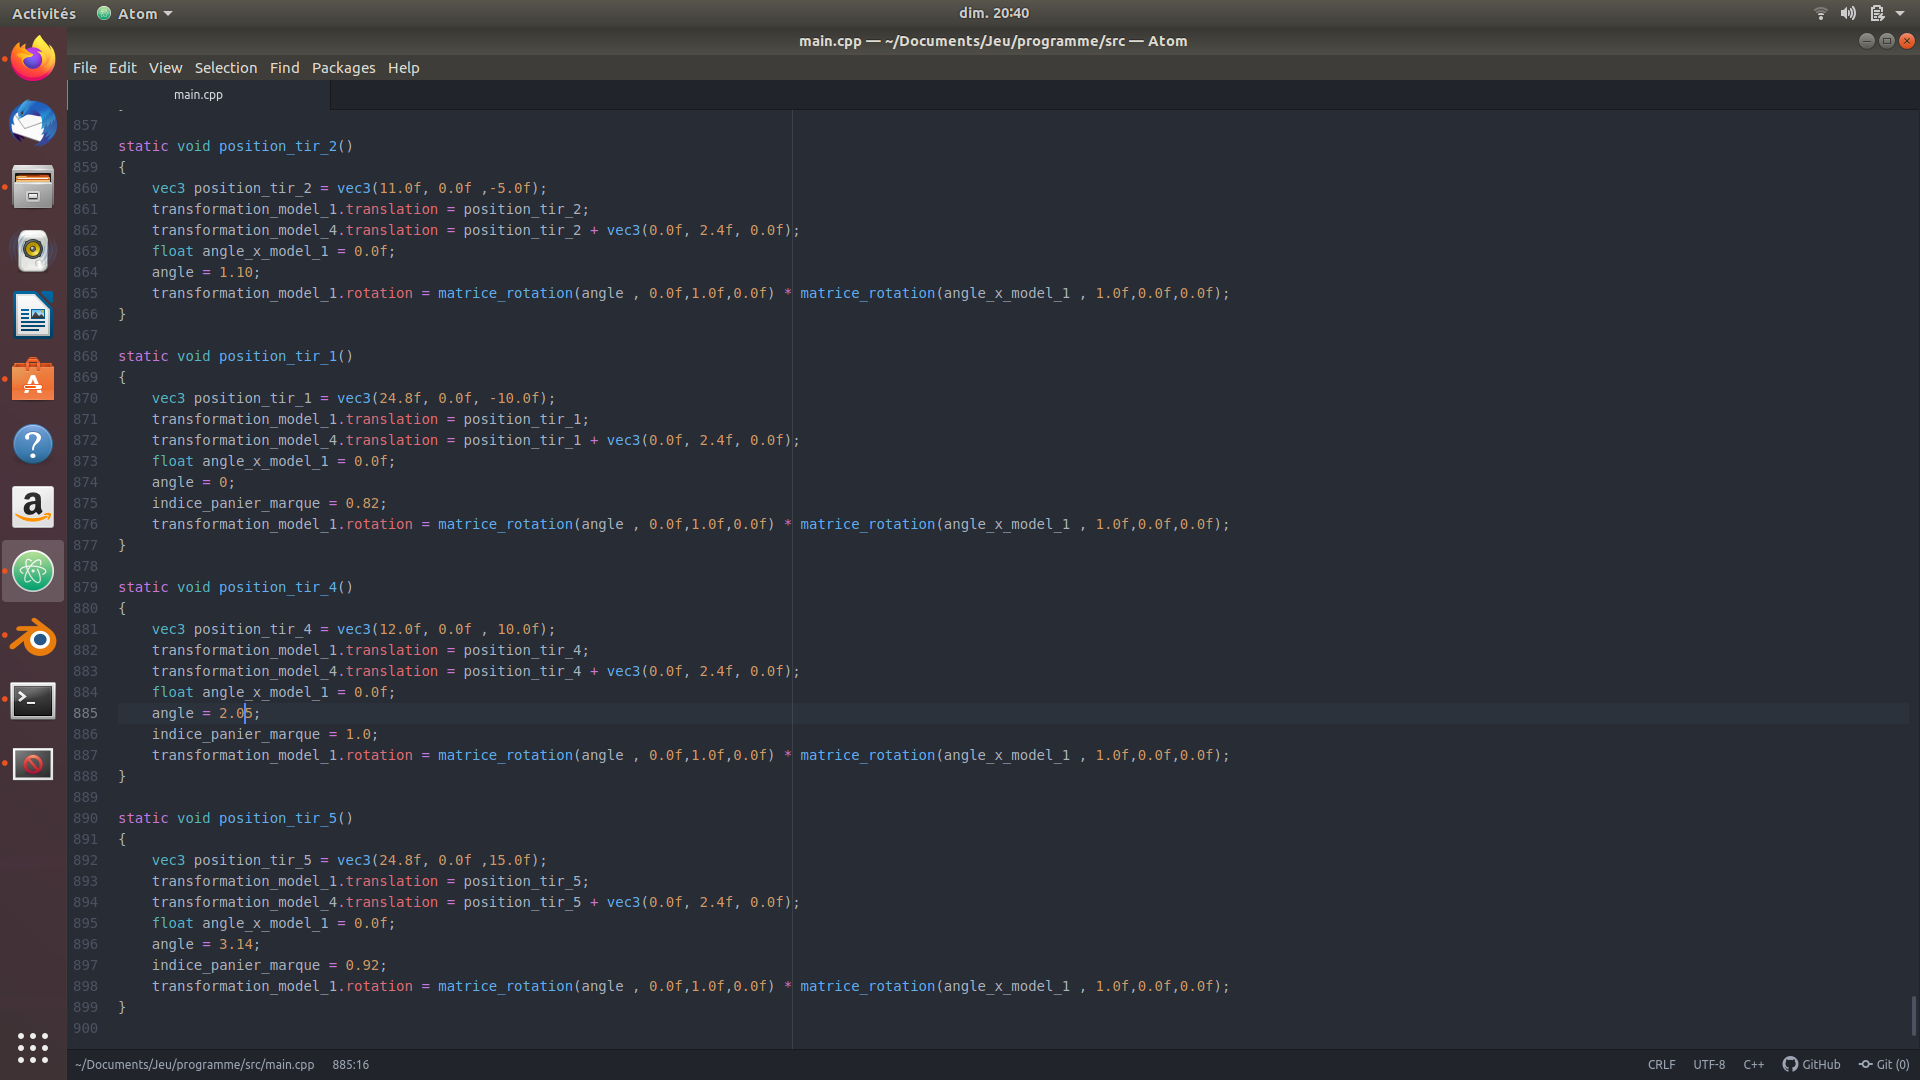 Activités Atom dim. 20:40
main.cpp — ~/Documents/Jeu/programme/src — Atom
File Edit View Selection Find Packages Help
main.cpp
857
858 static void position_tir_2()
859 {
860 vec3 position_tir_2 = vec3(11.0f, 0.0f ,-5.0f);
861 transformation_model_1.translation = position_tir_2;
862 transformation_model_4.translation = position_tir_2 + vec3(0.0f, 2.4f, 0.0f);
863 float angle_x_model_1 = 0.0f;
864 angle = 1.10;
865 transformation_model_1.rotation = matrice_rotation(angle , 0.0f,1.0f,0.0f) * matrice_rotation(angle_x_model_1 , 1.0f,0.0f,0.0f);
866 }
867
868 static void position_tir_1()
869 {
870 vec3 position_tir_1 = vec3(24.8f, 0.0f, -10.0f);
871 transformation_model_1.translation = position_tir_1;
872 transformation_model_4.translation = position_tir_1 + vec3(0.0f, 2.4f, 0.0f);
873 float angle_x_model_1 = 0.0f;
874 angle = 0;
875 indice_panier_marque = 0.82;
876 transformation_model_1.rotation = matrice_rotation(angle , 0.0f,1.0f,0.0f) * matrice_rotation(angle_x_model_1 , 1.0f,0.0f,0.0f);
877 }
878
879 static void position_tir_4()
880 {
881 vec3 position_tir_4 = vec3(12.0f, 0.0f , 10.0f);
882 transformation_model_1.translation = position_tir_4;
883 transformation_model_4.translation = position_tir_4 + vec3(0.0f, 2.4f, 0.0f);
884 float angle_x_model_1 = 0.0f;
885 angle = 2.05;
886 indice_panier_marque = 1.0;
887 transformation_model_1.rotation = matrice_rotation(angle , 0.0f,1.0f,0.0f) * matrice_rotation(angle_x_model_1 , 1.0f,0.0f,0.0f);
888 }
889
890 static void position_tir_5()
891 {
892 vec3 position_tir_5 = vec3(24.8f, 0.0f ,15.0f);
893 transformation_model_1.translation = position_tir_5;
894 transformation_model_4.translation = position_tir_5 + vec3(0.0f, 2.4f, 0.0f);
895 float angle_x_model_1 = 0.0f;
896 angle = 3.14;
897 indice_panier_marque = 0.92;
898 transformation_model_1.rotation = matrice_rotation(angle , 0.0f,1.0f,0.0f) * matrice_rotation(angle_x_model_1 , 1.0f,0.0f,0.0f);
899 }
900
~/Documents/Jeu/programme/src/main.cpp 885:16 CRLF UTF-8 C++ GitHub Git (0)